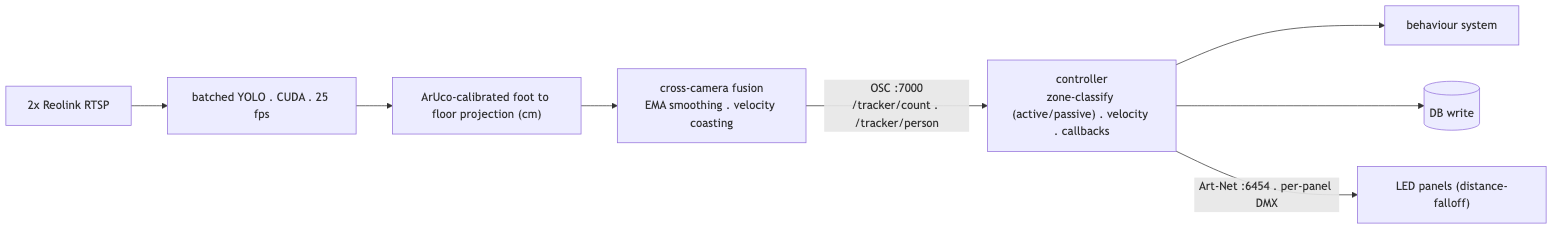 2x Reolink RTSP
batched YOLO . CUDA . 25
fps
ArUco-calibrated foot to
floor projection (cm)
cross-camera fusion
EMA smoothing . velocity
coasting
OSC :7000
/tracker/count .
/tracker/person
controller
zone-classify
(active/passive) . velocity
. callbacks
behaviour system
DB write
Art-Net :6454 . per-panel
DMX
LED panels (distance-
falloff)